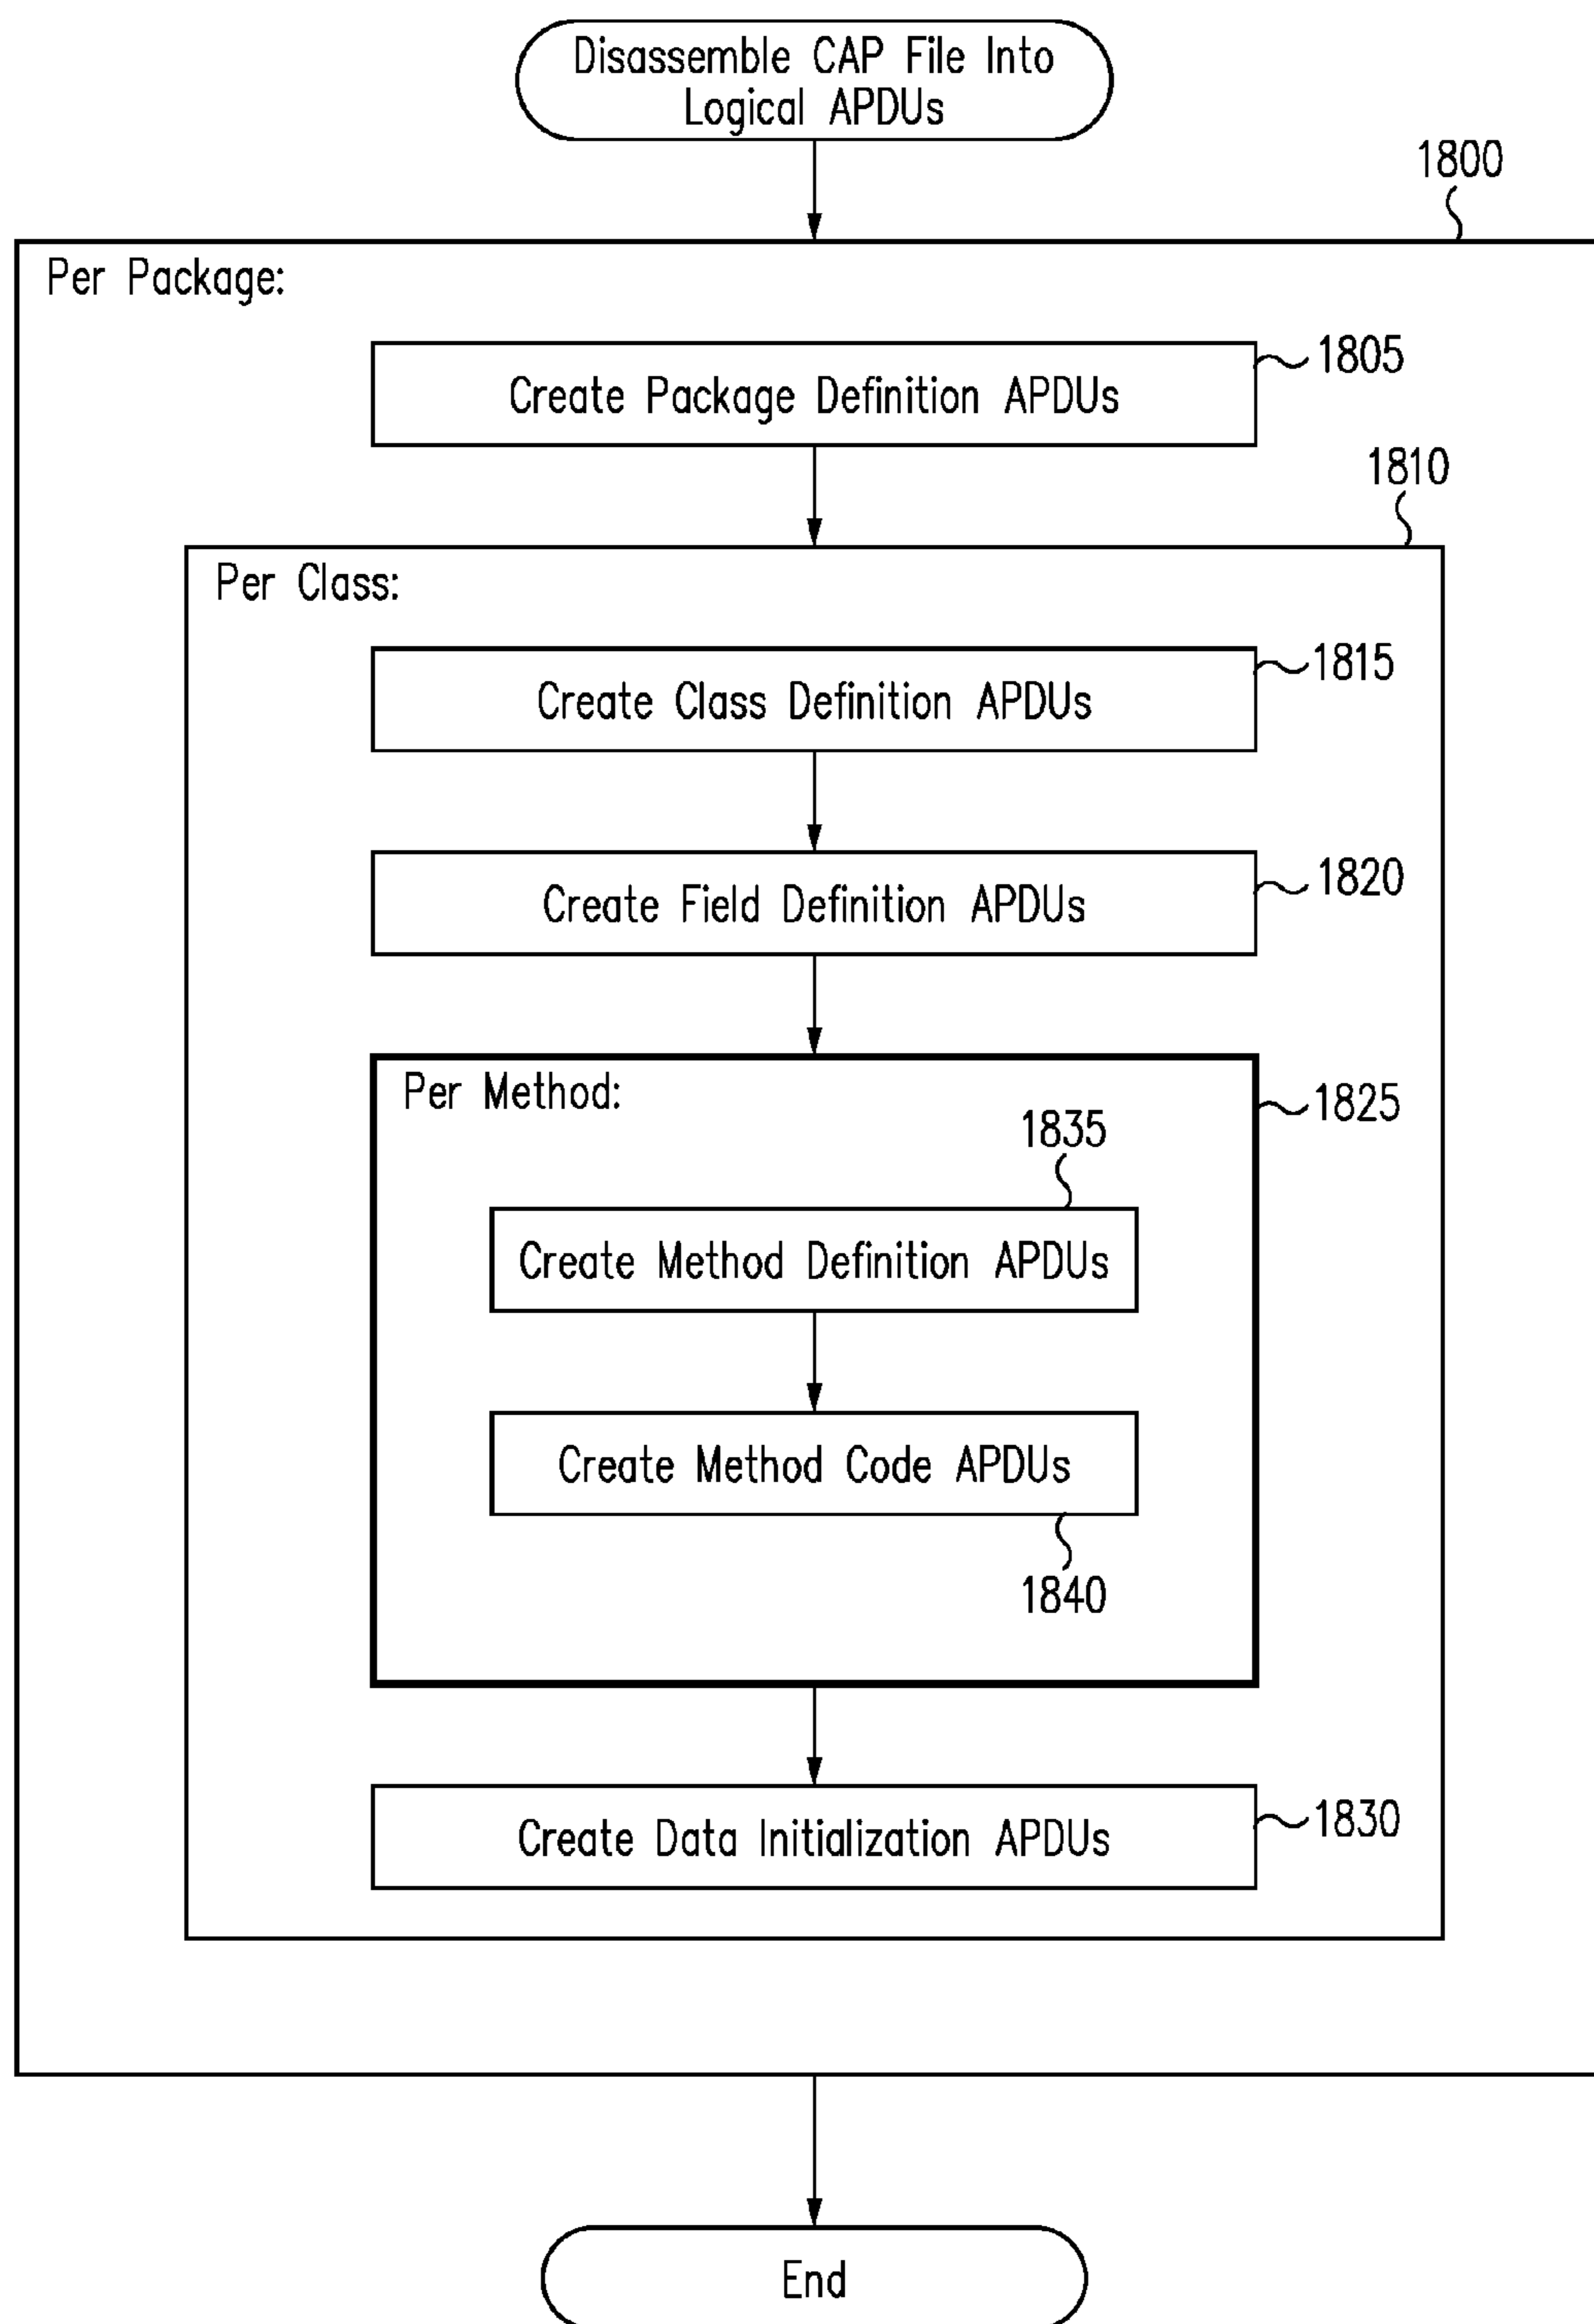 Disassemble CAP File Into
Logical APDUs
1800
Per Package:
1805
Create Package Definition APDUs
1810
Per Class:
1815
Create Class Definition APDUs
1820
Create Field Definition APDUs
Per Method:
1825
1835
Create Method Definition APDUs
Create Method Code APDUs
1840
1830
Create Data Initialization APDUs
End